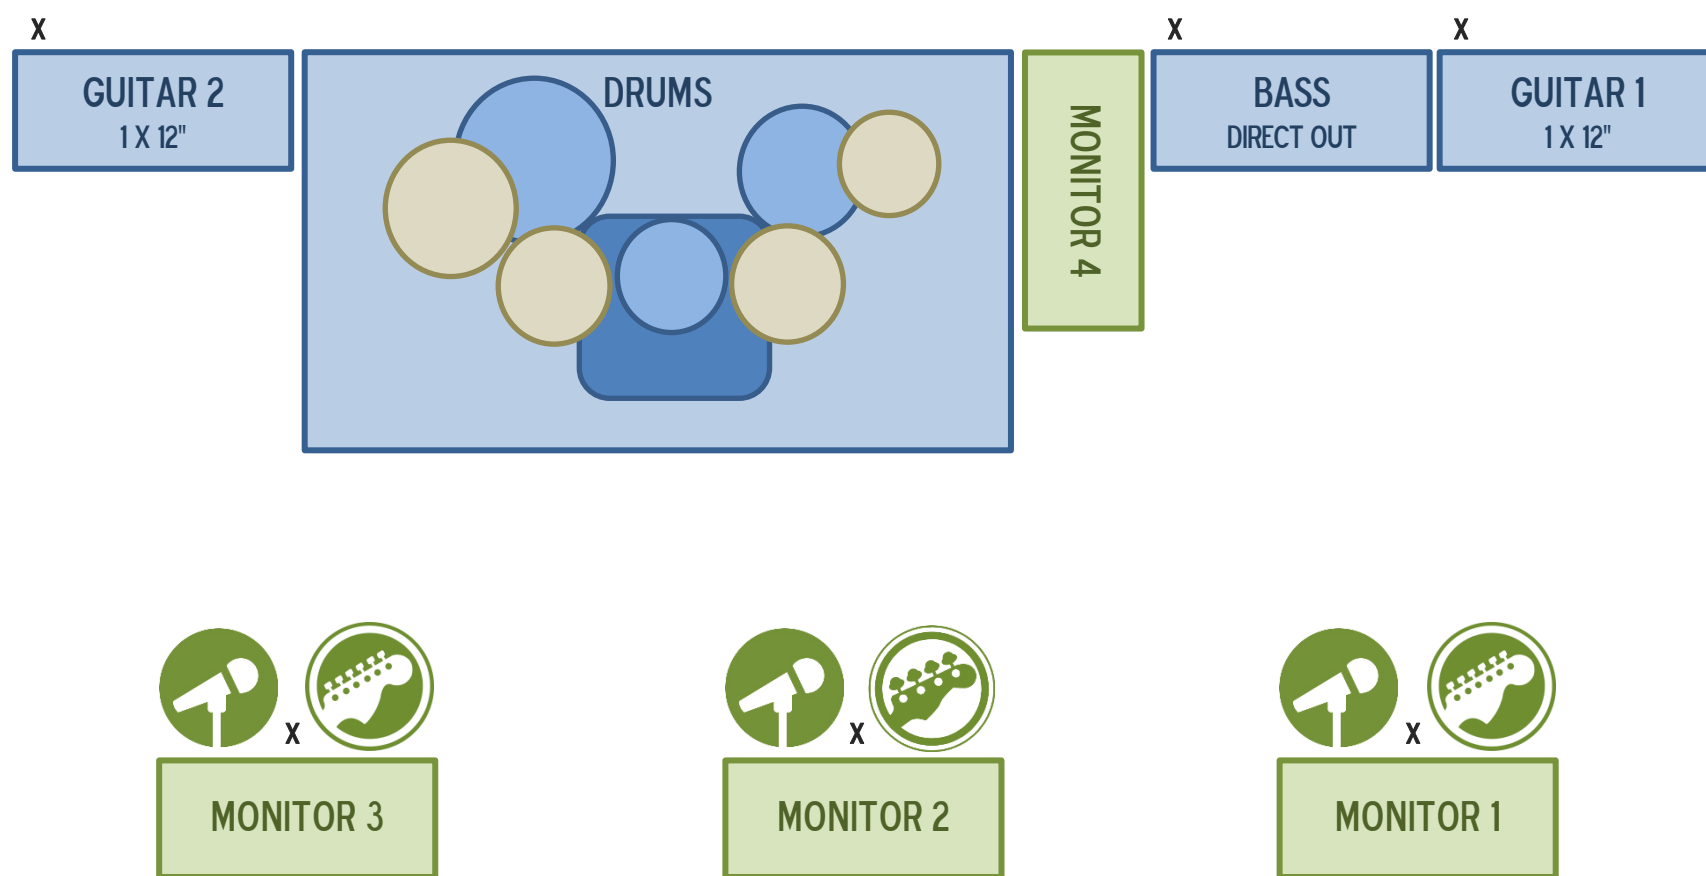 X
X
X
GUITAR 2
1 X 12"
DRUMS
MONITOR 4
BASS
DIRECT OUT
GUITAR 1
1 X 12"
X
X
X
MONITOR 3
MONITOR 2
MONITOR 1